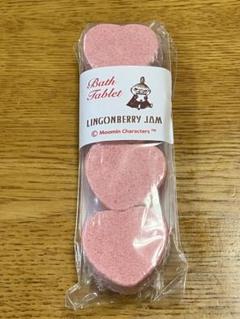 Bath
Tablet
LINGONBERRY JAM
© Moomin Characters™